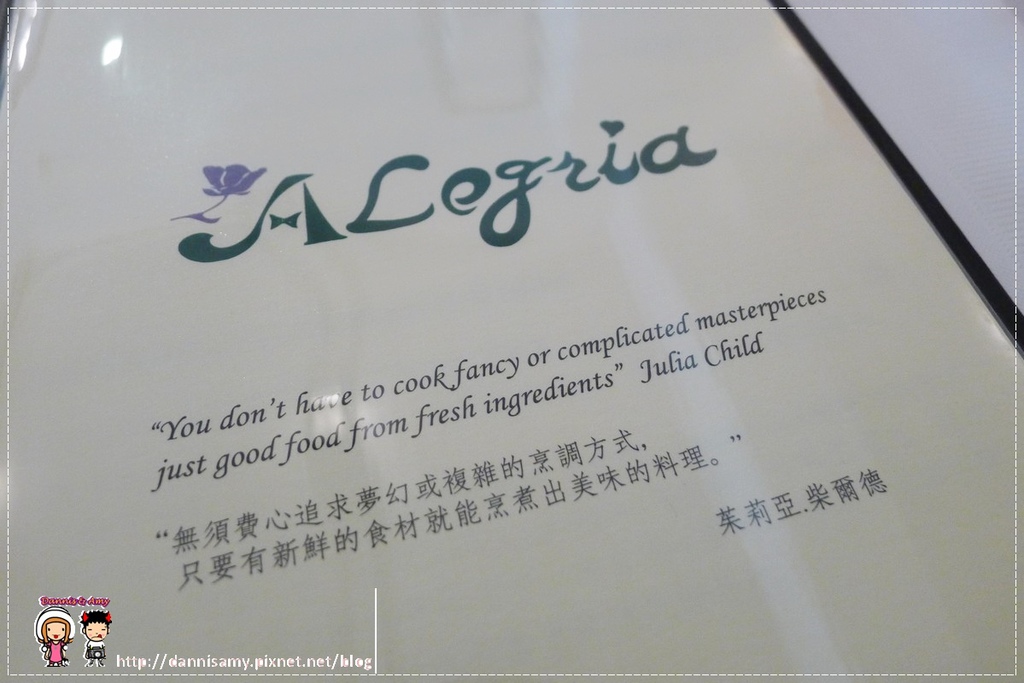 ALegria
“You don't have to cook fancy or complicated masterpieces
just good food from fresh ingredients” Julia Child
“無須費心追求夢幻或複雜的烹調方式,
只要有新鮮的食材就能烹煮出美味的料理。”
茱莉亞.柴爾德
Dannis & Amy
http://dannisamy.pixnet.net/blog